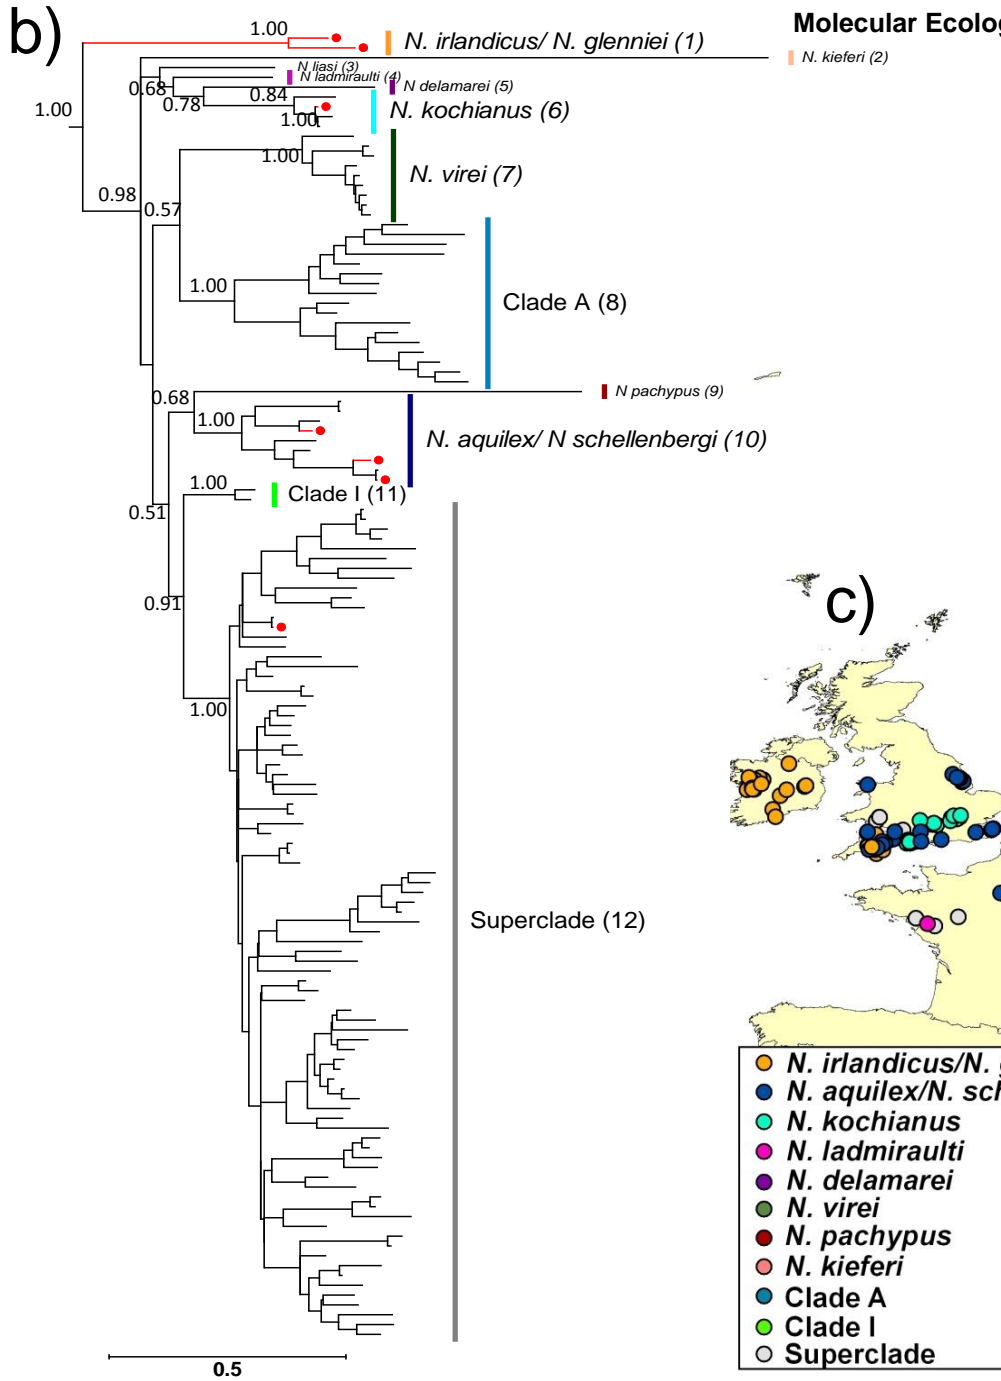 b)
Molecular Ecolog
1.00
N. irlandicus/ N. glenniei (1)
N. kieferi (2)
N liasi (3)
0.68
N ladmiraulti (4)
0.78
0.84
N delamarei (5)
1.00
N. kochianus (6)
1.00
1.00
N. virei (7)
0.98
0.57
1.00
Clade A (8)
0.68
N pachypus (9)
1.00
N. aquilex/ N schellenbergi (10)
1.00
Clade I (11)
0.51
0.91
1.00
Superclade (12)
0.5
c)
N. irlandicus/N.
N. aquilex/N. sch
N. kochianus
N. ladmiraulti
N. delamarei
N. virei
N. pachypus
N. kieferi
Clade A
Clade I
Superclade